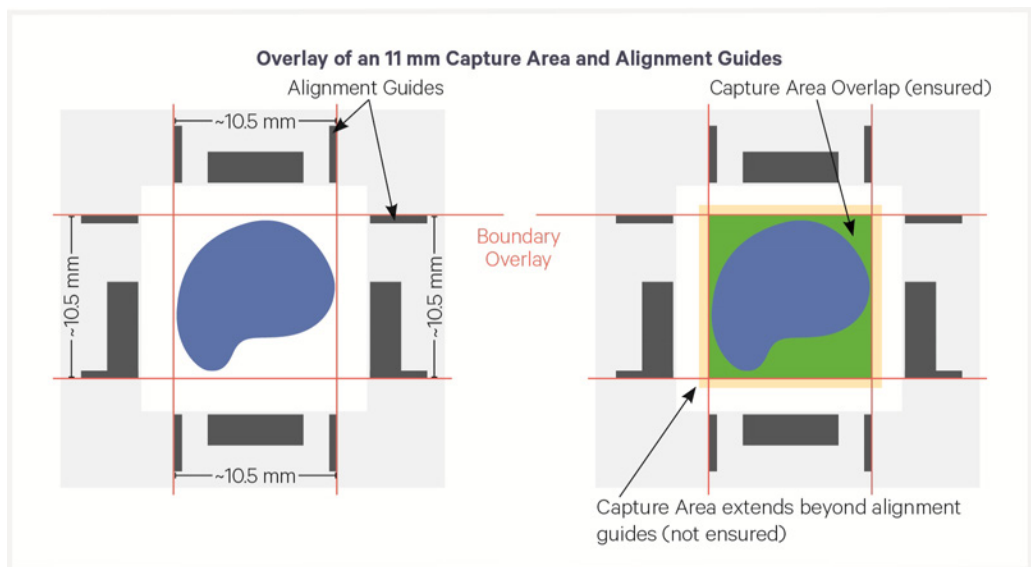 Overlay of an 11 mm Capture Area and Alignment Guides
Alignment Guides
~10.5 mm
~10.5 mm
~10.5 mm
~10.5 mm
Boundary
Overlay
Capture Area Overlap (ensured)
Capture Area extends beyond alignment
guides (not ensured)